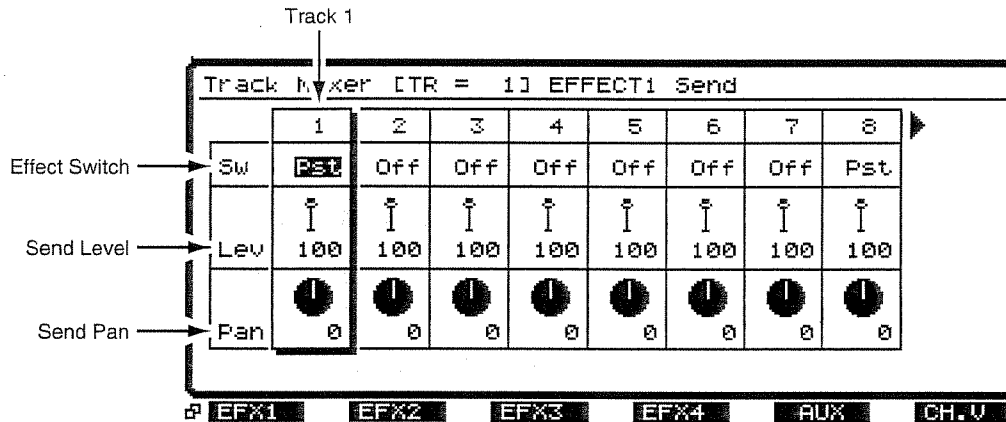 Track 1
Track Mixer [TR = 1] EFFECT1 Send
1 2 3 4 5 6 7 8
Effect Switch
Sw Pst Off Off Off Off Off Off Pst
Send Level
Lev 100 100 100 100 100 100 100 100
Send Pan
Pan 0 0 0 0 0 0 0 0
EFX1 EFX2 EFX3 EFX4 AUX CH.V